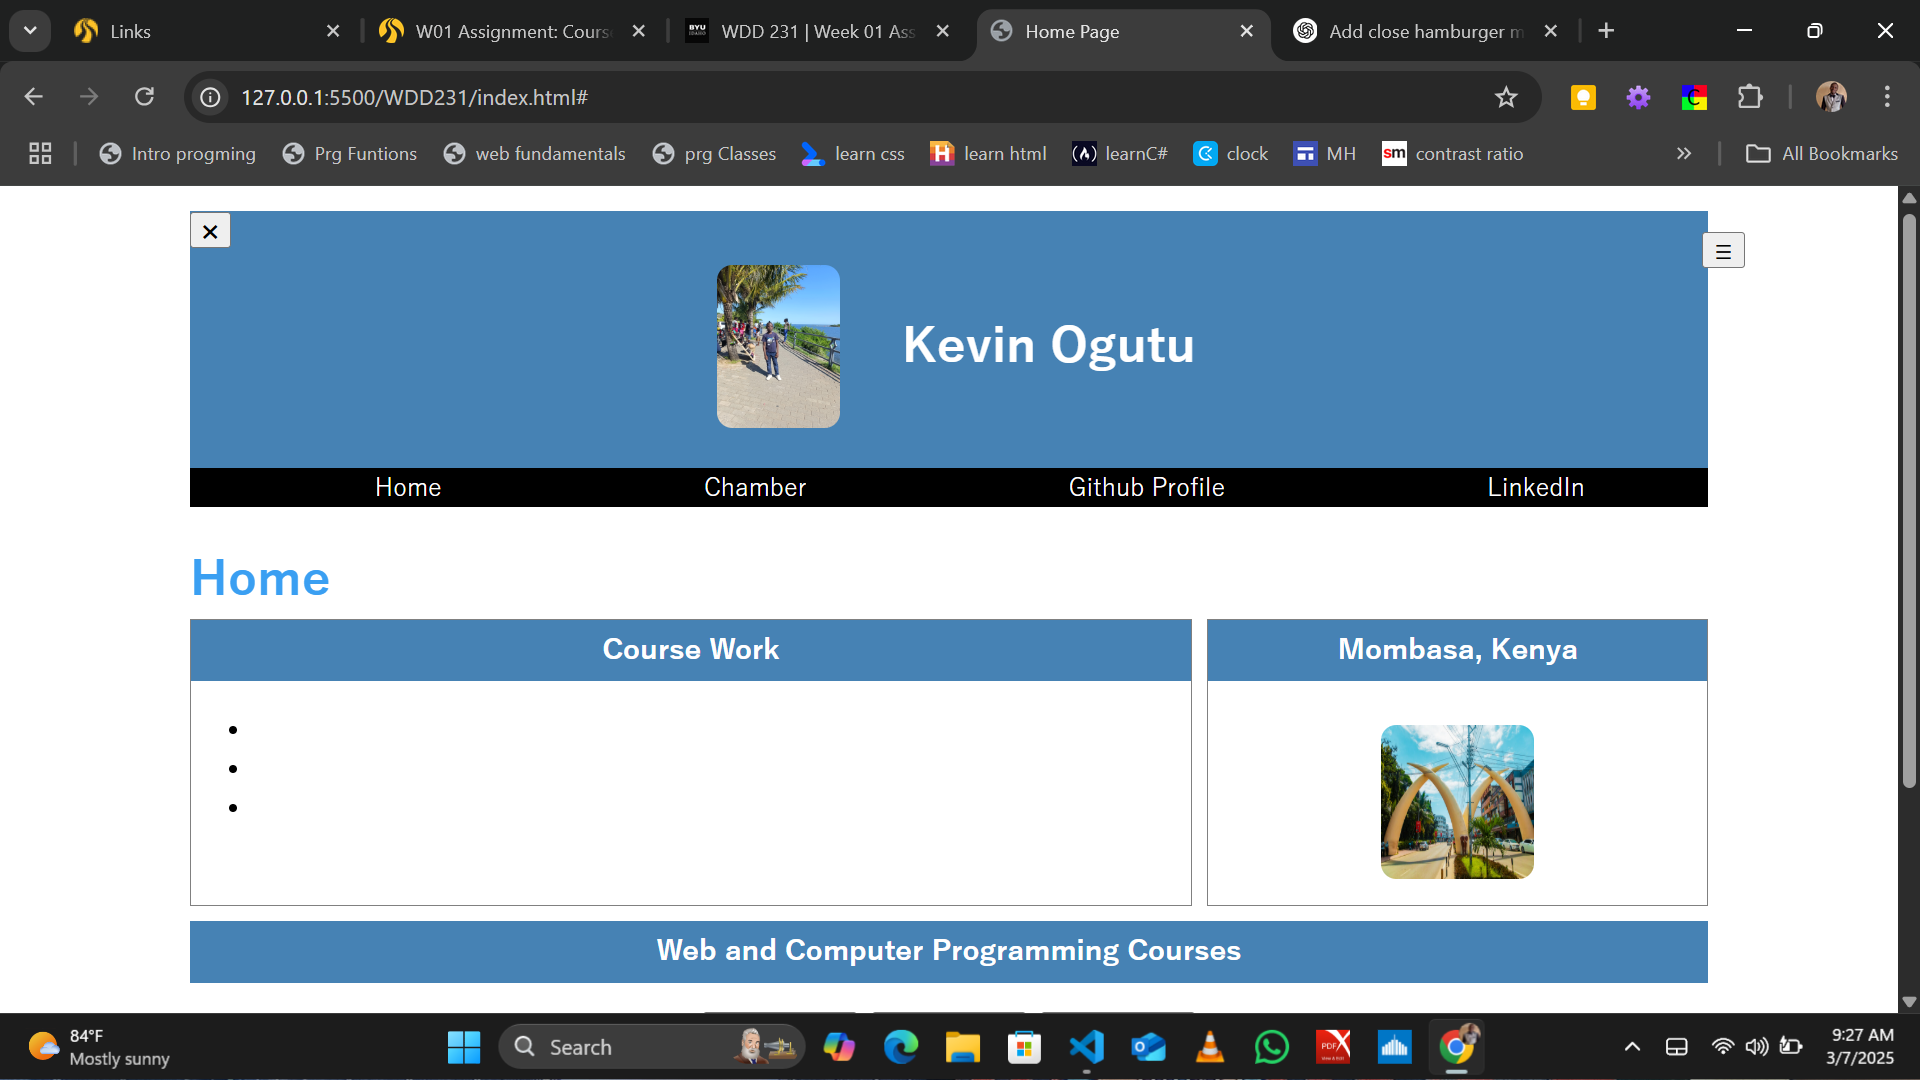 Links
W01 Assignment: Cours
BYU
WDD 231 | Week 01 Ass
Home Page
Add close hamburger m
127.0.0.1:5500/WDD231/index.html#
Intro progming
Prg Funtions
web fundamentals
prg Classes
learn css
learn html
learnC#
clock
MH
sm
contrast ratio
All Bookmarks
Kevin Ogutu
Home
Chamber
Github Profile
LinkedIn
Home
Course Work
Mombasa, Kenya
Web and Computer Programming Courses
84°F
Mostly sunny
Search
PDF
9:27 AM
3/7/2025